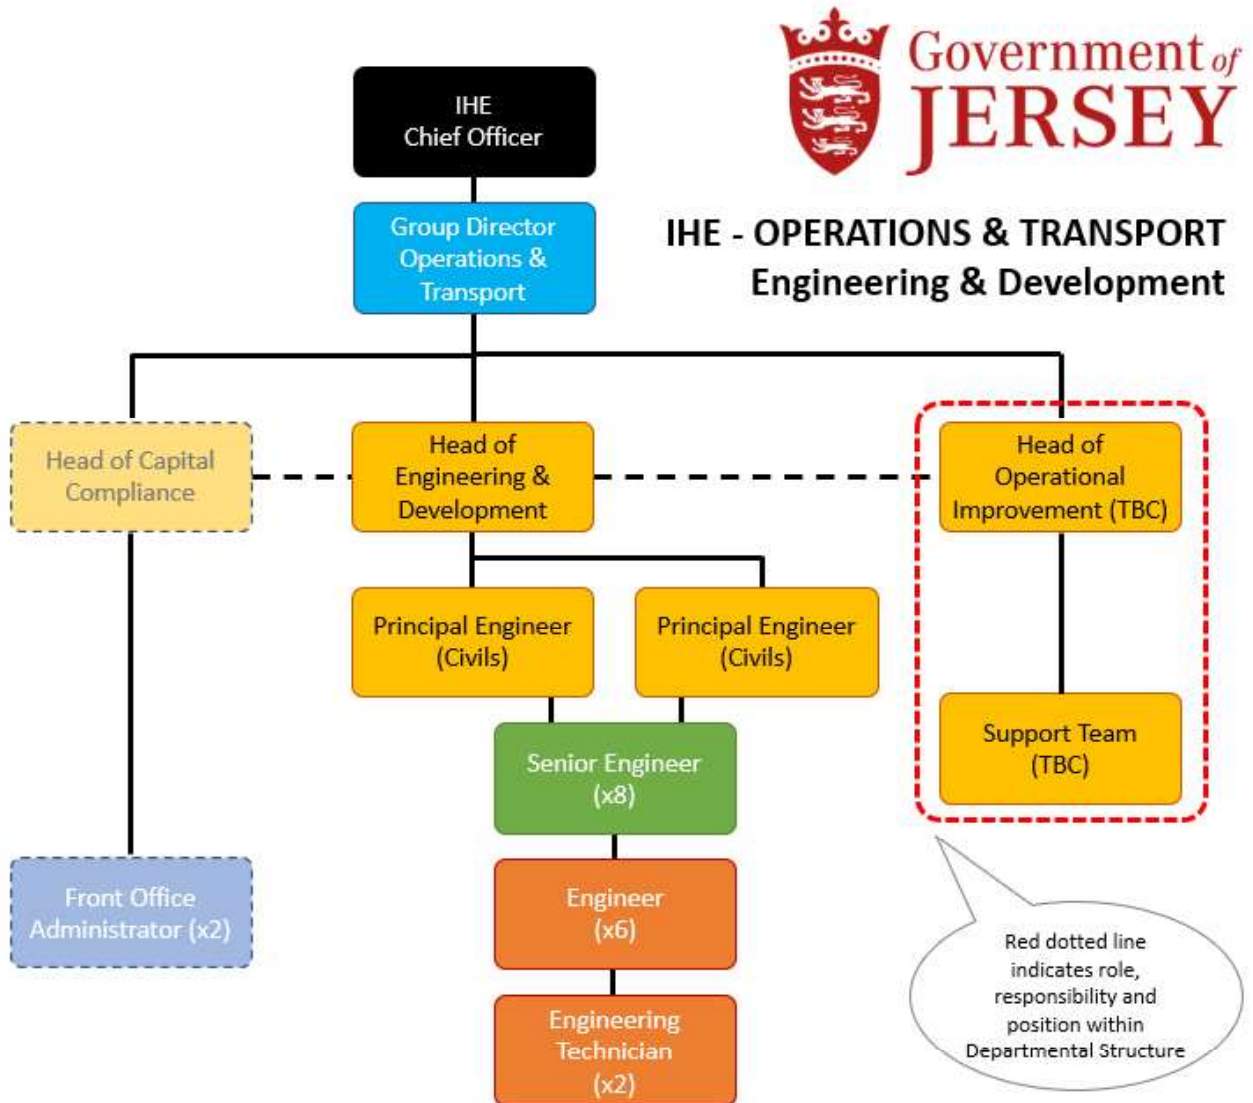 Government of
JERSEY
IHE
Chief Officer
IHE - OPERATIONS & TRANSPORT
Engineering & Development
Group Director
Operations &
Transport
Head of Capital
Compliance
Head of
Engineering &
Development
Head of
Operational
Improvement (TBC)
Principal Engineer
(Civils)
Principal Engineer
(Civils)
Senior Engineer
(x8)
Support Team
(TBC)
Front Office
Administrator (x2)
Engineer
(x6)
Engineering
Technician
(x2)
Red dotted line
indicates role,
responsibility and
position within
Departmental Structure